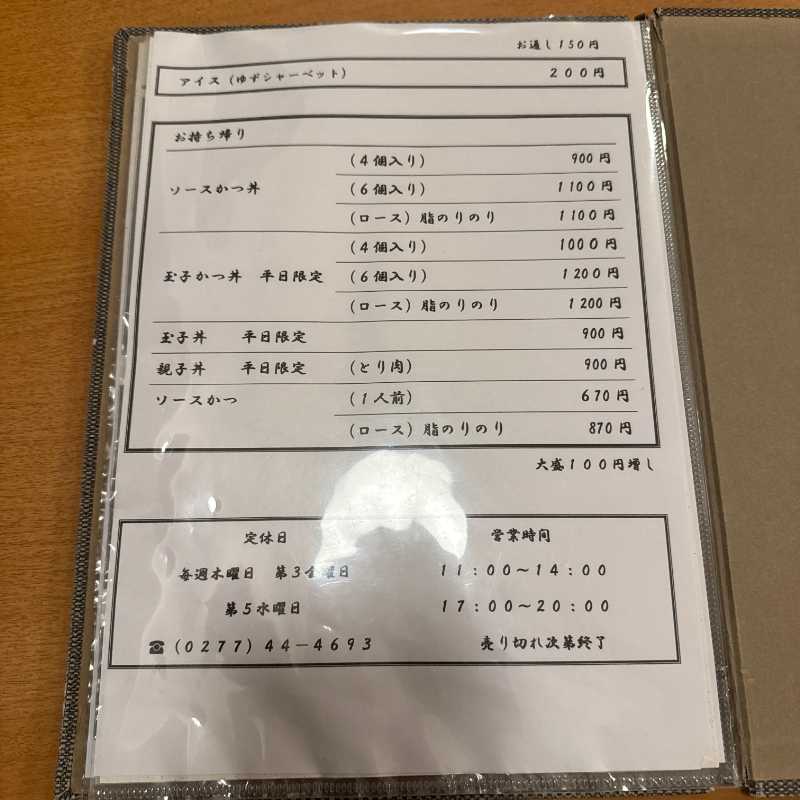 お通し150円
アイス(ゆずシャーベット) 200円
お持ち帰り
(4個入り) 900円
ソースかつ丼 (6個入り) 1100円
(ロース)脂のりのり 1100円
(4個入り) 1000円
玉子かつ丼 平日限定 (6個入り) 1200円
(ロース)脂のりのり 1200円
玉子丼 平日限定 900円
親子丼 平日限定 (とり肉) 900円
ソースかつ (1人前) 670円
(ロース)脂のりのり 870円
大盛100円増し
定休日 営業時間
毎週木曜日 第3金曜日 11:00～14:00
第5水曜日 17:00～20:00
☎(0277)44-4693 売り切れ次第終了